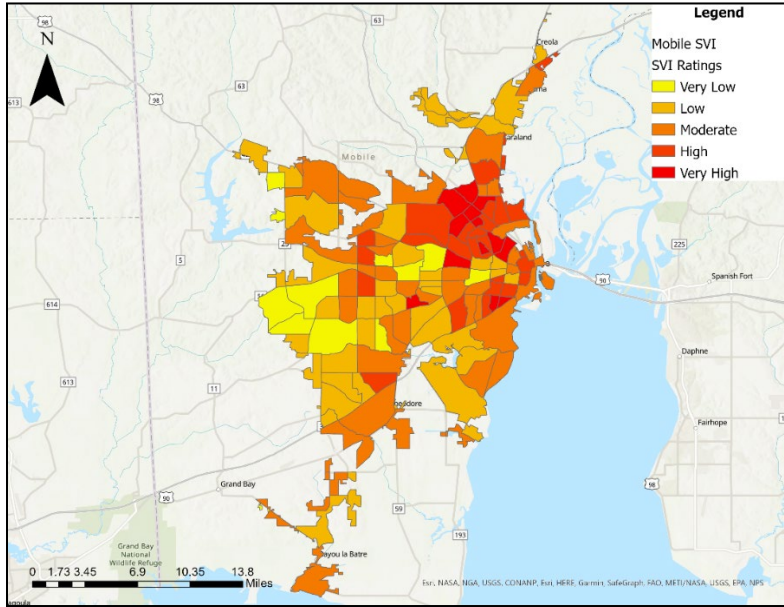 Legend
Mobile SVI
SVI Ratings
Very Low
Low
Moderate
High
Very High
N
98
63
63
Creola
613
98
Mobile
5
225
90
Spanish Fort
614
Daphne
613
11
Fairhope
Grand Bay
90
59
98
193
Grand Bay
National
Wildlife Refuge
Bayou la Batre
0 1.73 3.45 6.9 10.35 13.8
Miles
Esri, NASA, NGA, USGS, CONANP, Esri, HERE, Garmin, SafeGraph, FAO, METI/NASA, USGS, EPA, NPS